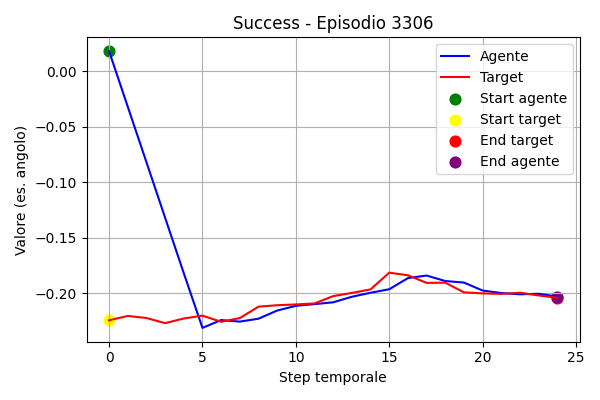 Success - Episodio 3306
Agente
Target
Start agente
Start target
End target
End agente
Valore (es. angolo)
0.00
−0.05
−0.10
−0.15
−0.20
0
5
10
15
20
25
Step temporale